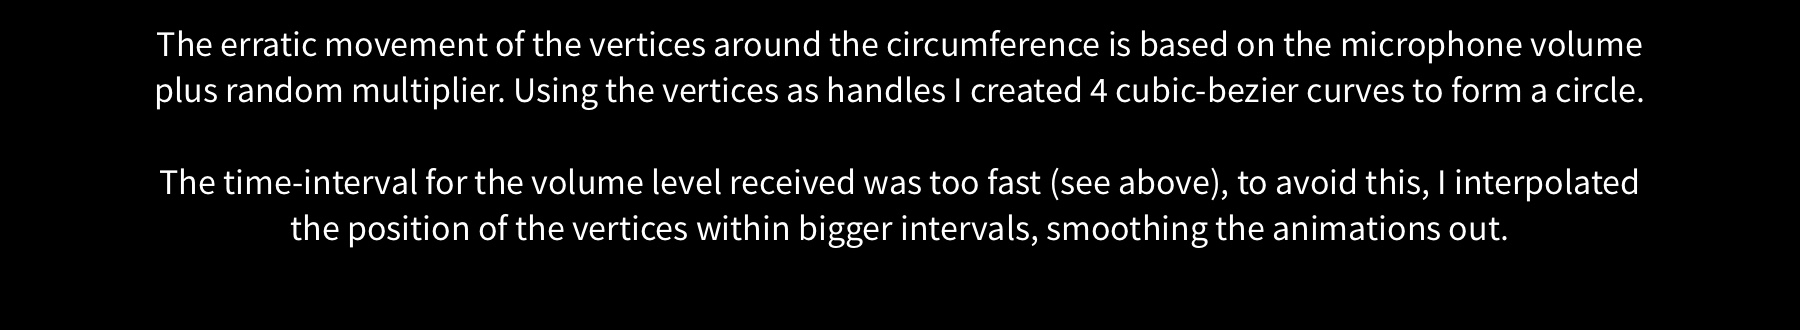 The erratic movement of the vertices around the circumference is based on the microphone volume
plus random multiplier. Using the vertices as handles I created 4 cubic-bezier curves to form a circle.
The time-interval for the volume level received was too fast (see above), to avoid this, I interpolated
the position of the vertices within bigger intervals, smoothing the animations out.